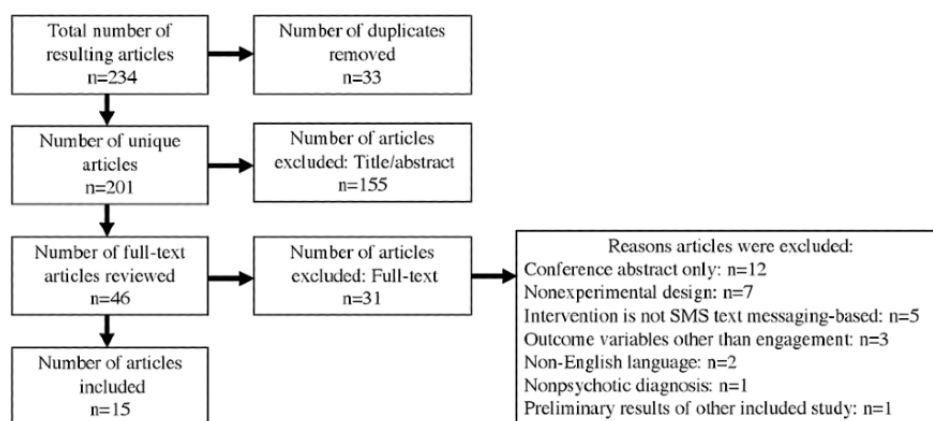 Total number of
resulting articles
n=234
Number of duplicates
removed
n=33
Number of unique
articles
n=201
Number of articles
excluded: Title/abstract
n=155
Number of full-text
articles reviewed
n=46
Number of articles
excluded: Full-text
n=31
Reasons articles were excluded:
Conference abstract only: n=12
Nonexperimental design: n=7
Intervention is not SMS text messaging-based: n=5
Outcome variables other than engagement: n=3
Non-English language: n=2
Nonpsychotic diagnosis: n=1
Preliminary results of other included study: n=1
Number of articles
included
n=15